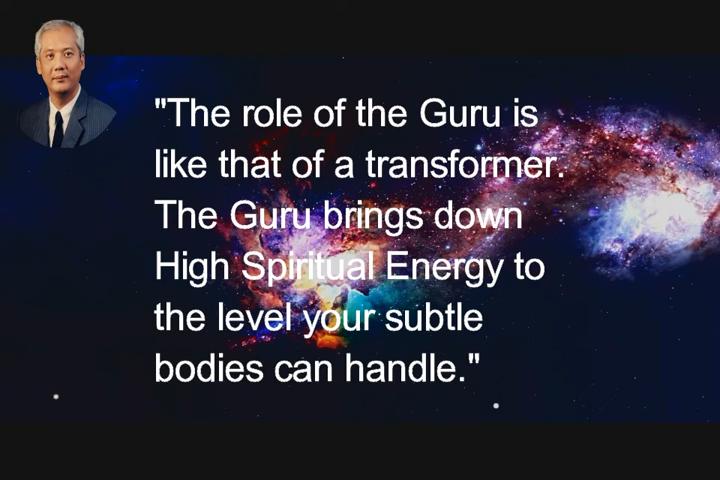 "The role of the Guru is
like that of a transformer.
The Guru brings down
High Spiritual Energy to
the level your subtle
bodies can handle."